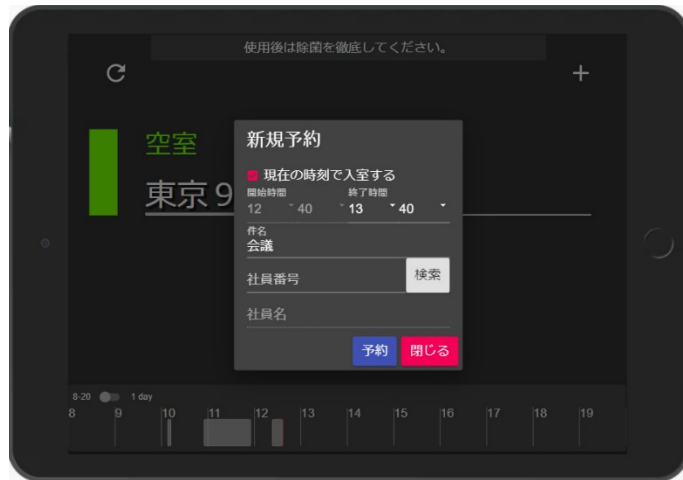 使用後は除菌を徹底してください。
空室
東京9
新規予約
現在の時刻で入室する
開始時間 終了時間
12 40 13 40
件名
会議
社員番号 検索
社員名
予約 閉じる
8-20 1 day
8 9 10 11 12 13 14 15 16 17 18 19